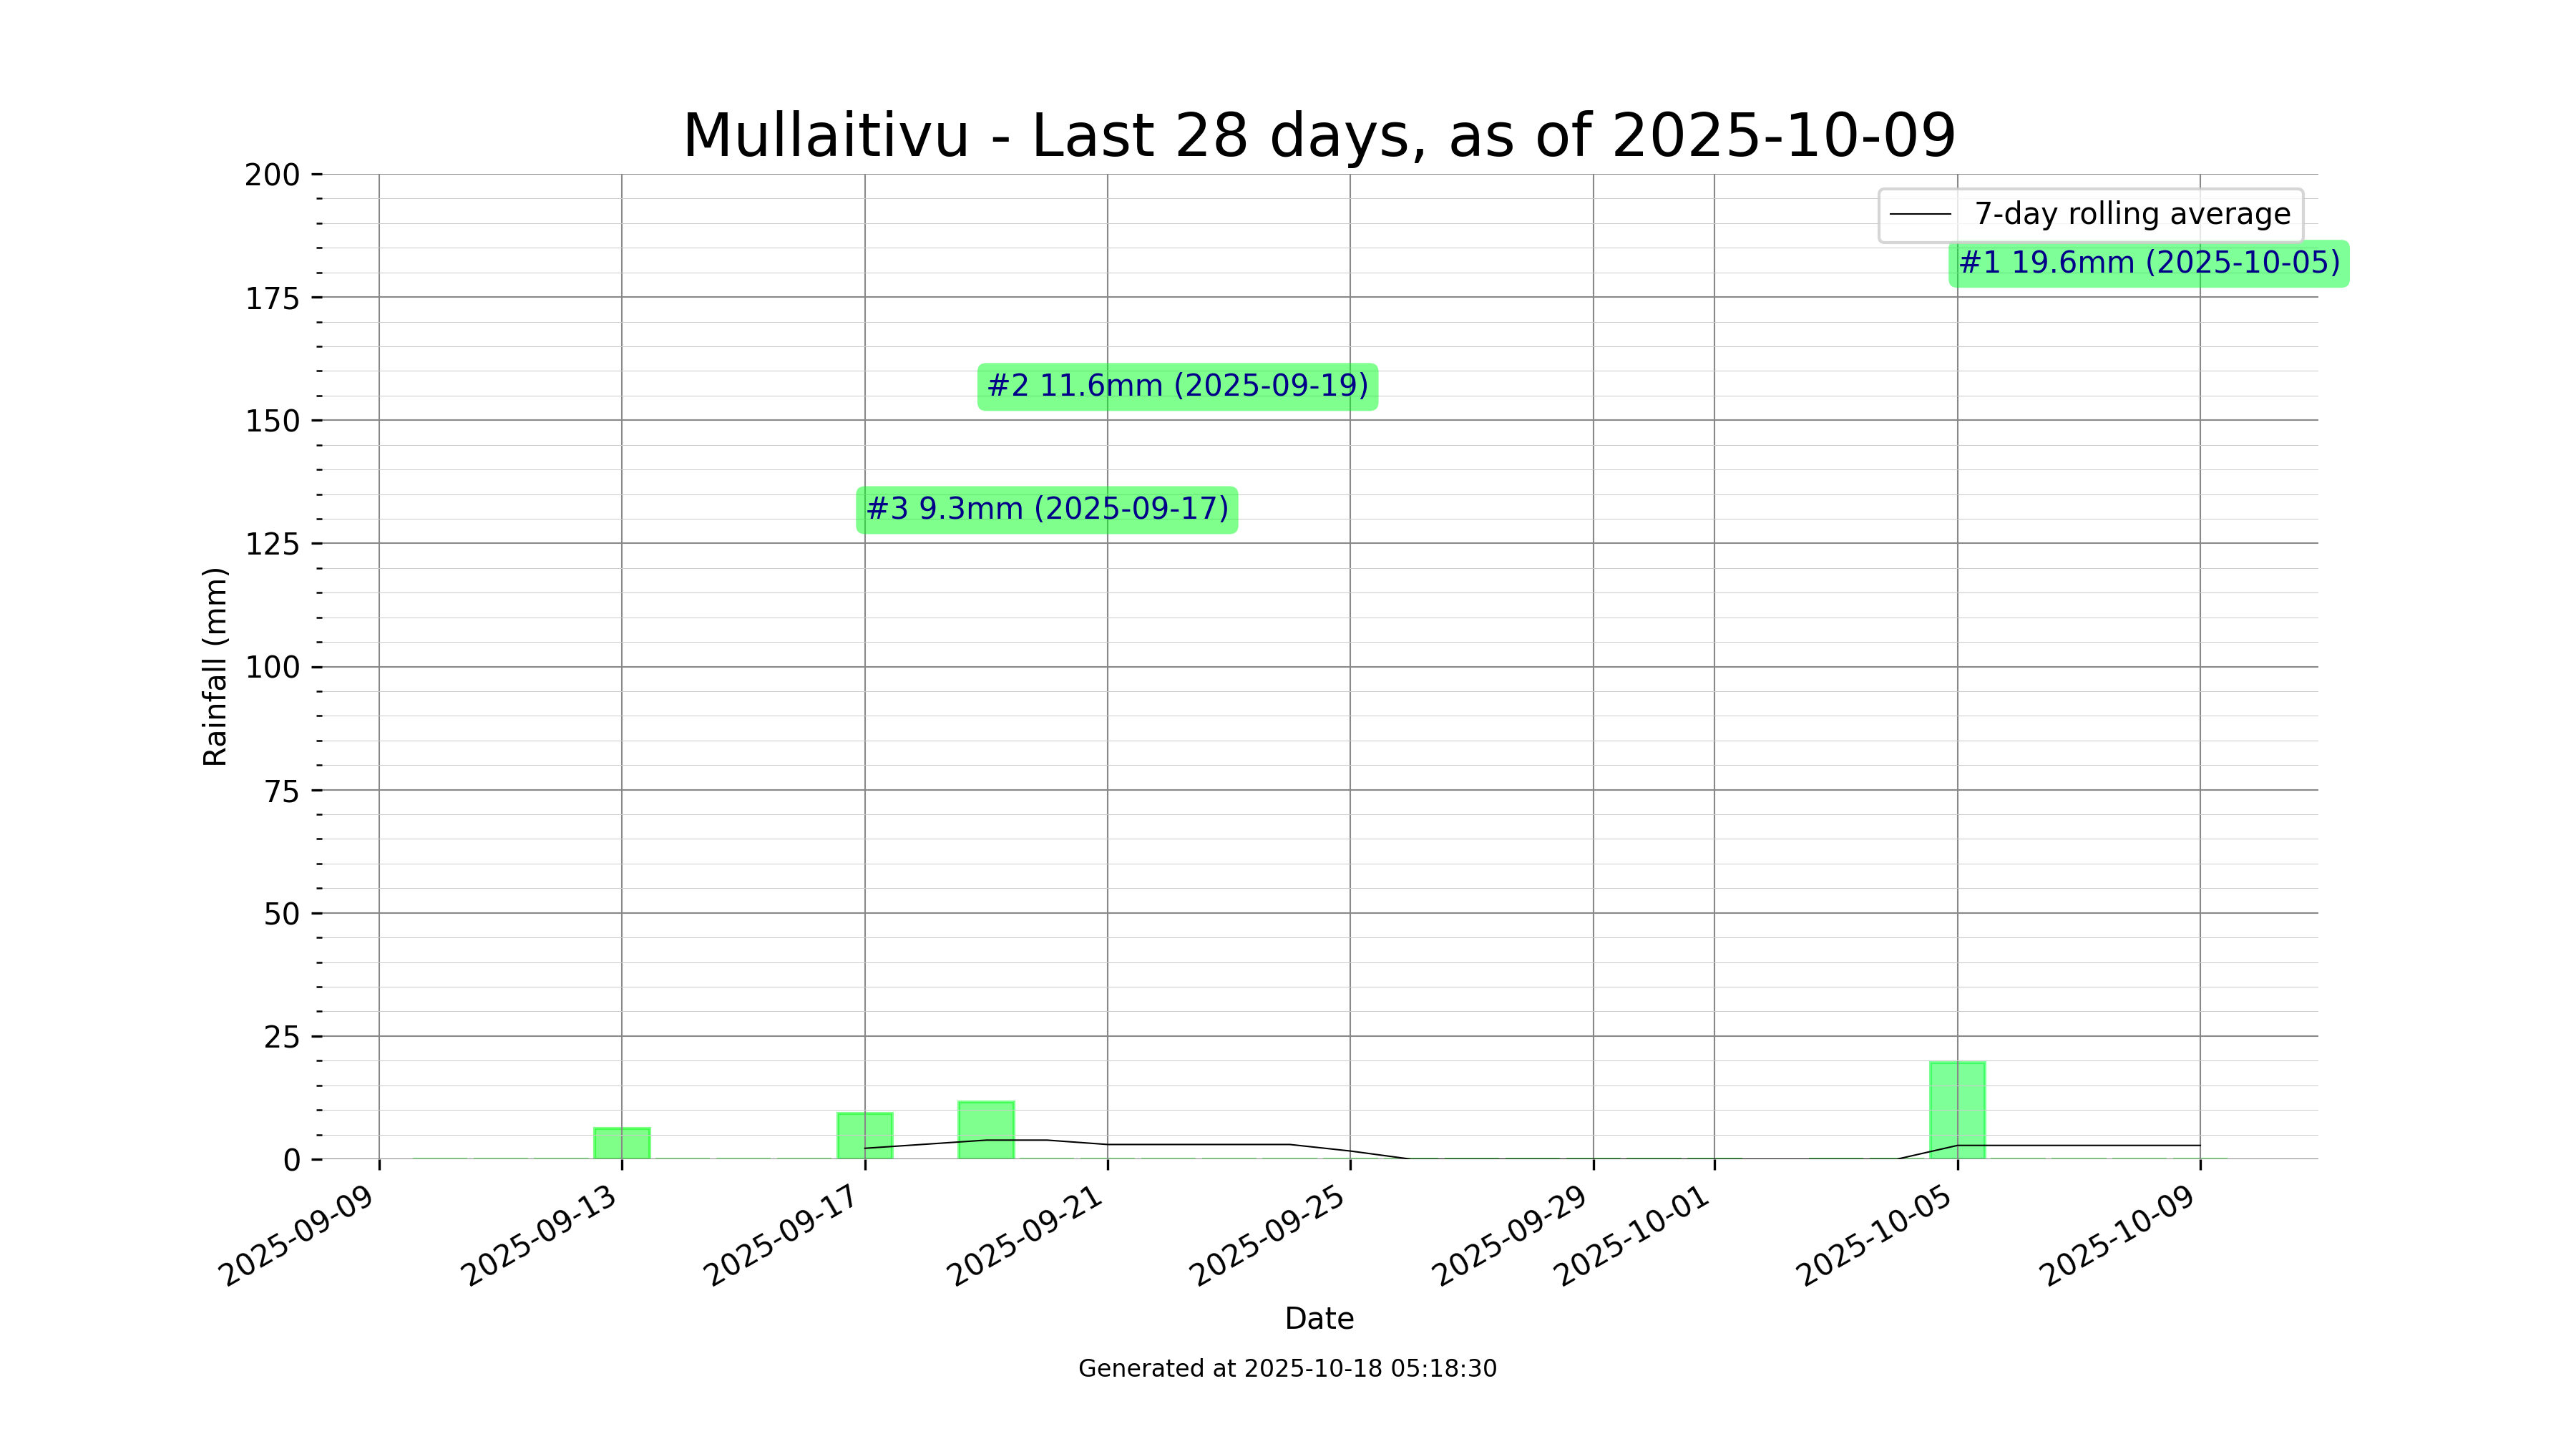 Mullaitivu - Last 28 days, as of 2025-10-09
200
175
150
125
100
75
50
25
0
Rainfall (mm)
7-day rolling average
#1 19.6mm (2025-10-05)
#2 11.6mm (2025-09-19)
#3 9.3mm (2025-09-17)
2025-09-09
2025-09-13
2025-09-17
2025-09-21
2025-09-25
2025-09-29
2025-10-01
2025-10-05
2025-10-09
Date
Generated at 2025-10-18 05:18:30